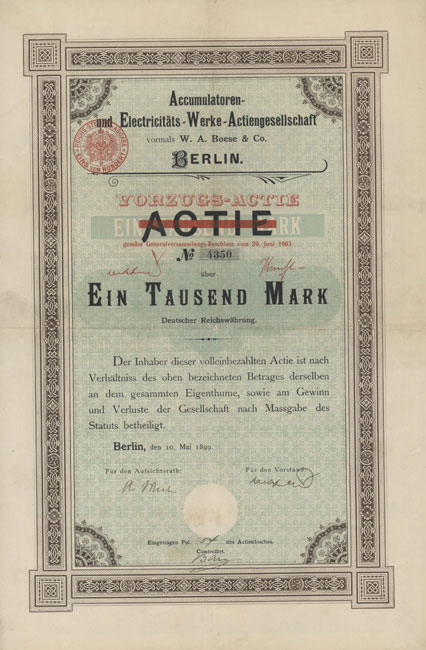 Accumulatoren-
und Electricitäts-Werke-Actiengesellschaft
vormals W. A. Boese & Co.
BERLIN.
VORZUGS-ACTIE
ACTIE
gemäss Generalversammlungs-Beschluss vom 20. Juni 1903
No 4350
über
EIN TAUSEND MARK
Deutscher Reichswährung.
Der Inhaber dieser volleinbezahlten Actie ist nach
Verhältniss des oben bezeichneten Betrages derselben
an dem gesammten Eigenthume, sowie am Gewinn
und Verluste der Gesellschaft nach Massgabe des
Statuts betheiligt.
Berlin, den 10. Mai 1899.
Für den Aufsichtsrath: Für den Vorstand:
Eingetragen Fol. des Actienbuches.
Controllirt.